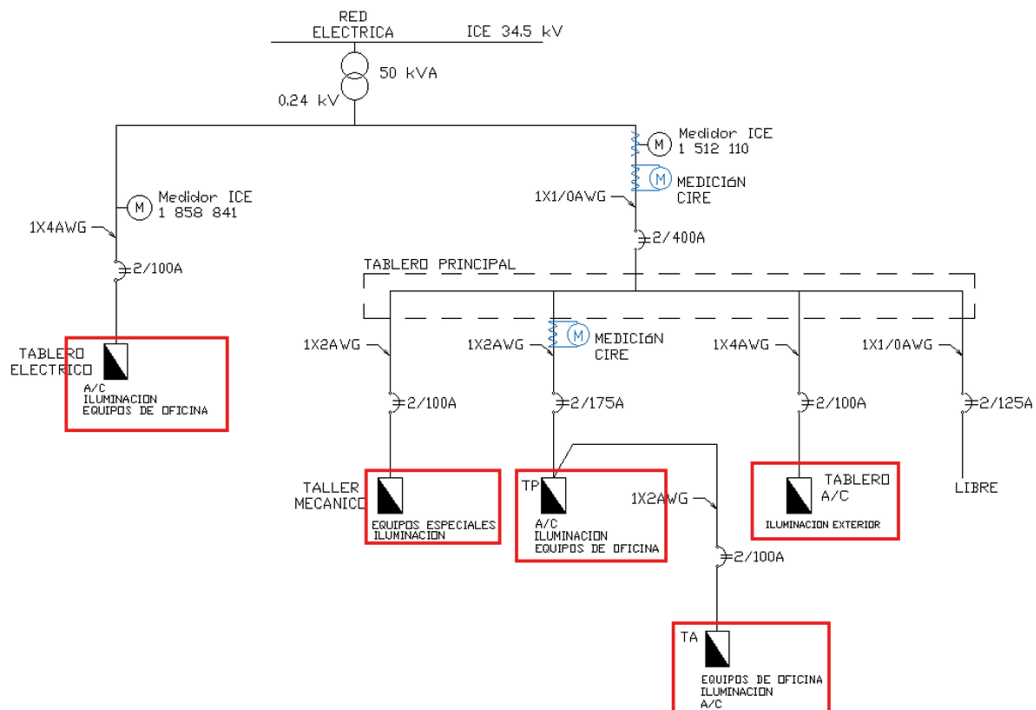 RED
ELECTRICA
ICE 34.5 kV
50 kVA
0.24 kV
Medidor ICE
1 512 110
M
M
MEDICIóN
CIRE
Medidor ICE
1 858 841
M
1X4AWG
1X1/0AWG
2/400A
2/100A
TABLERO PRINCIPAL
TABLERO
ELECTRICO
A/C
ILUMINACION
EQUIPOS DE OFICINA
1X2AWG
1X2AWG
M
MEDICIóN
CIRE
1X4AWG
1X1/0AWG
2/100A
2/175A
2/100A
2/125A
TALLER
MECANICO
EQUIPOS ESPECIALES
ILUMINACION
TP
A/C
ILUMINACION
EQUIPOS DE OFICINA
1X2AWG
TABLERO
A/C
ILUMINACION EXTERIOR
LIBRE
2/100A
TA
EQUIPOS DE OFICINA
ILUMINACION
A/C